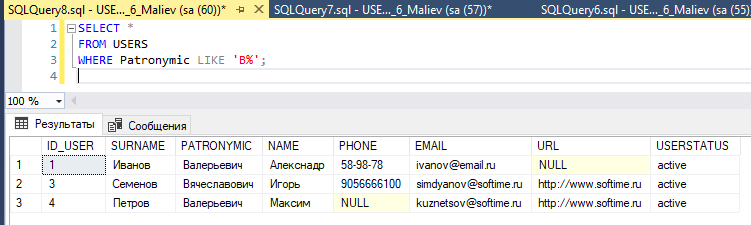 SQLQuery8.sql - USE..._6_Maliev (sa (60))* SQLQuery7.sql - USE..._6_Maliev (sa (57))* SQLQuery6.sql - USE..._6_Maliev (sa (55))
1 SELECT *
2 FROM USERS
3 WHERE Patronymic LIKE 'В%';
4
100 %
Результаты Сообщения
ID_USER SURNAME PATRONYMIC NAME PHONE EMAIL URL USERSTATUS
1 1 Иванов Валерьевич Алекснадр 58-98-78 ivanov@email.ru NULL active
2 3 Семенов Вячеславович Игорь 9056666100 simdyanov@softime.ru http://www.softime.ru active
3 4 Петров Валерьевич Максим NULL kuznetsov@softime.ru http://www.softime.ru active